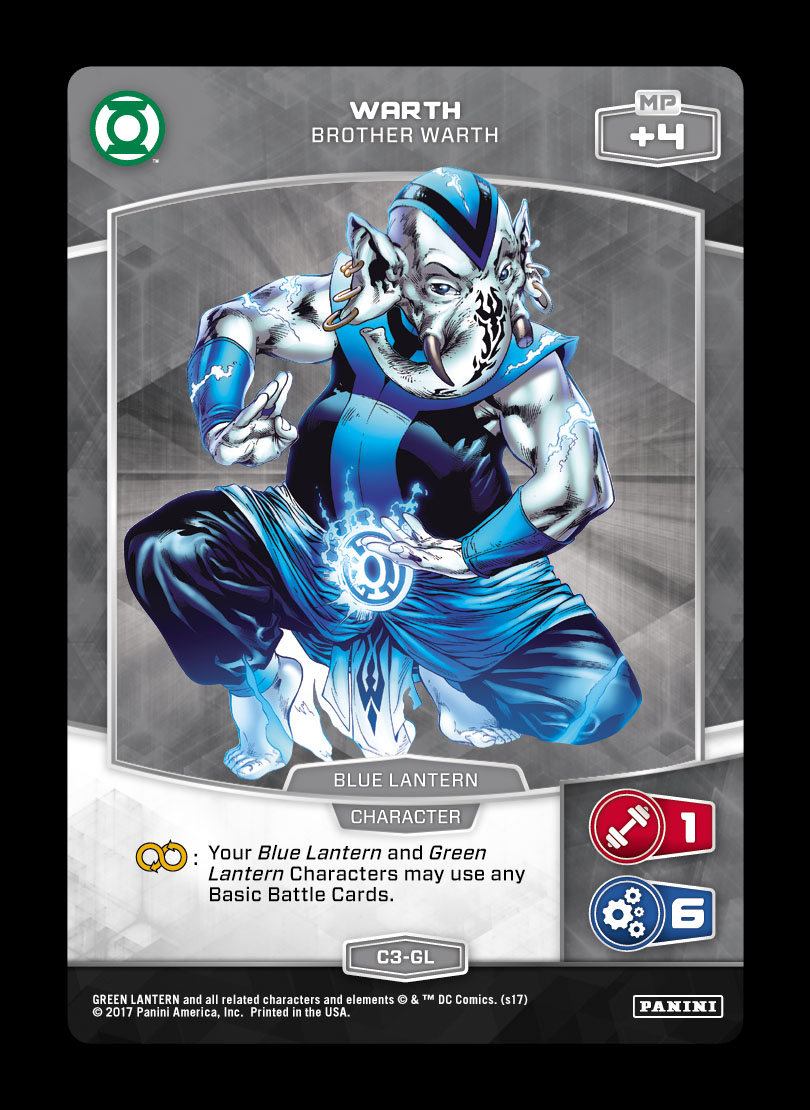 WARTH
BROTHER WARTH
MP
+4
™
BLUE LANTERN
CHARACTER
: Your Blue Lantern and Green
Lantern Characters may use any
Basic Battle Cards.
1
6
C3-GL
GREEN LANTERN and all related characters and elements © & ™ DC Comics. (s17)
© 2017 Panini America, Inc. Printed in the USA.
PANINI